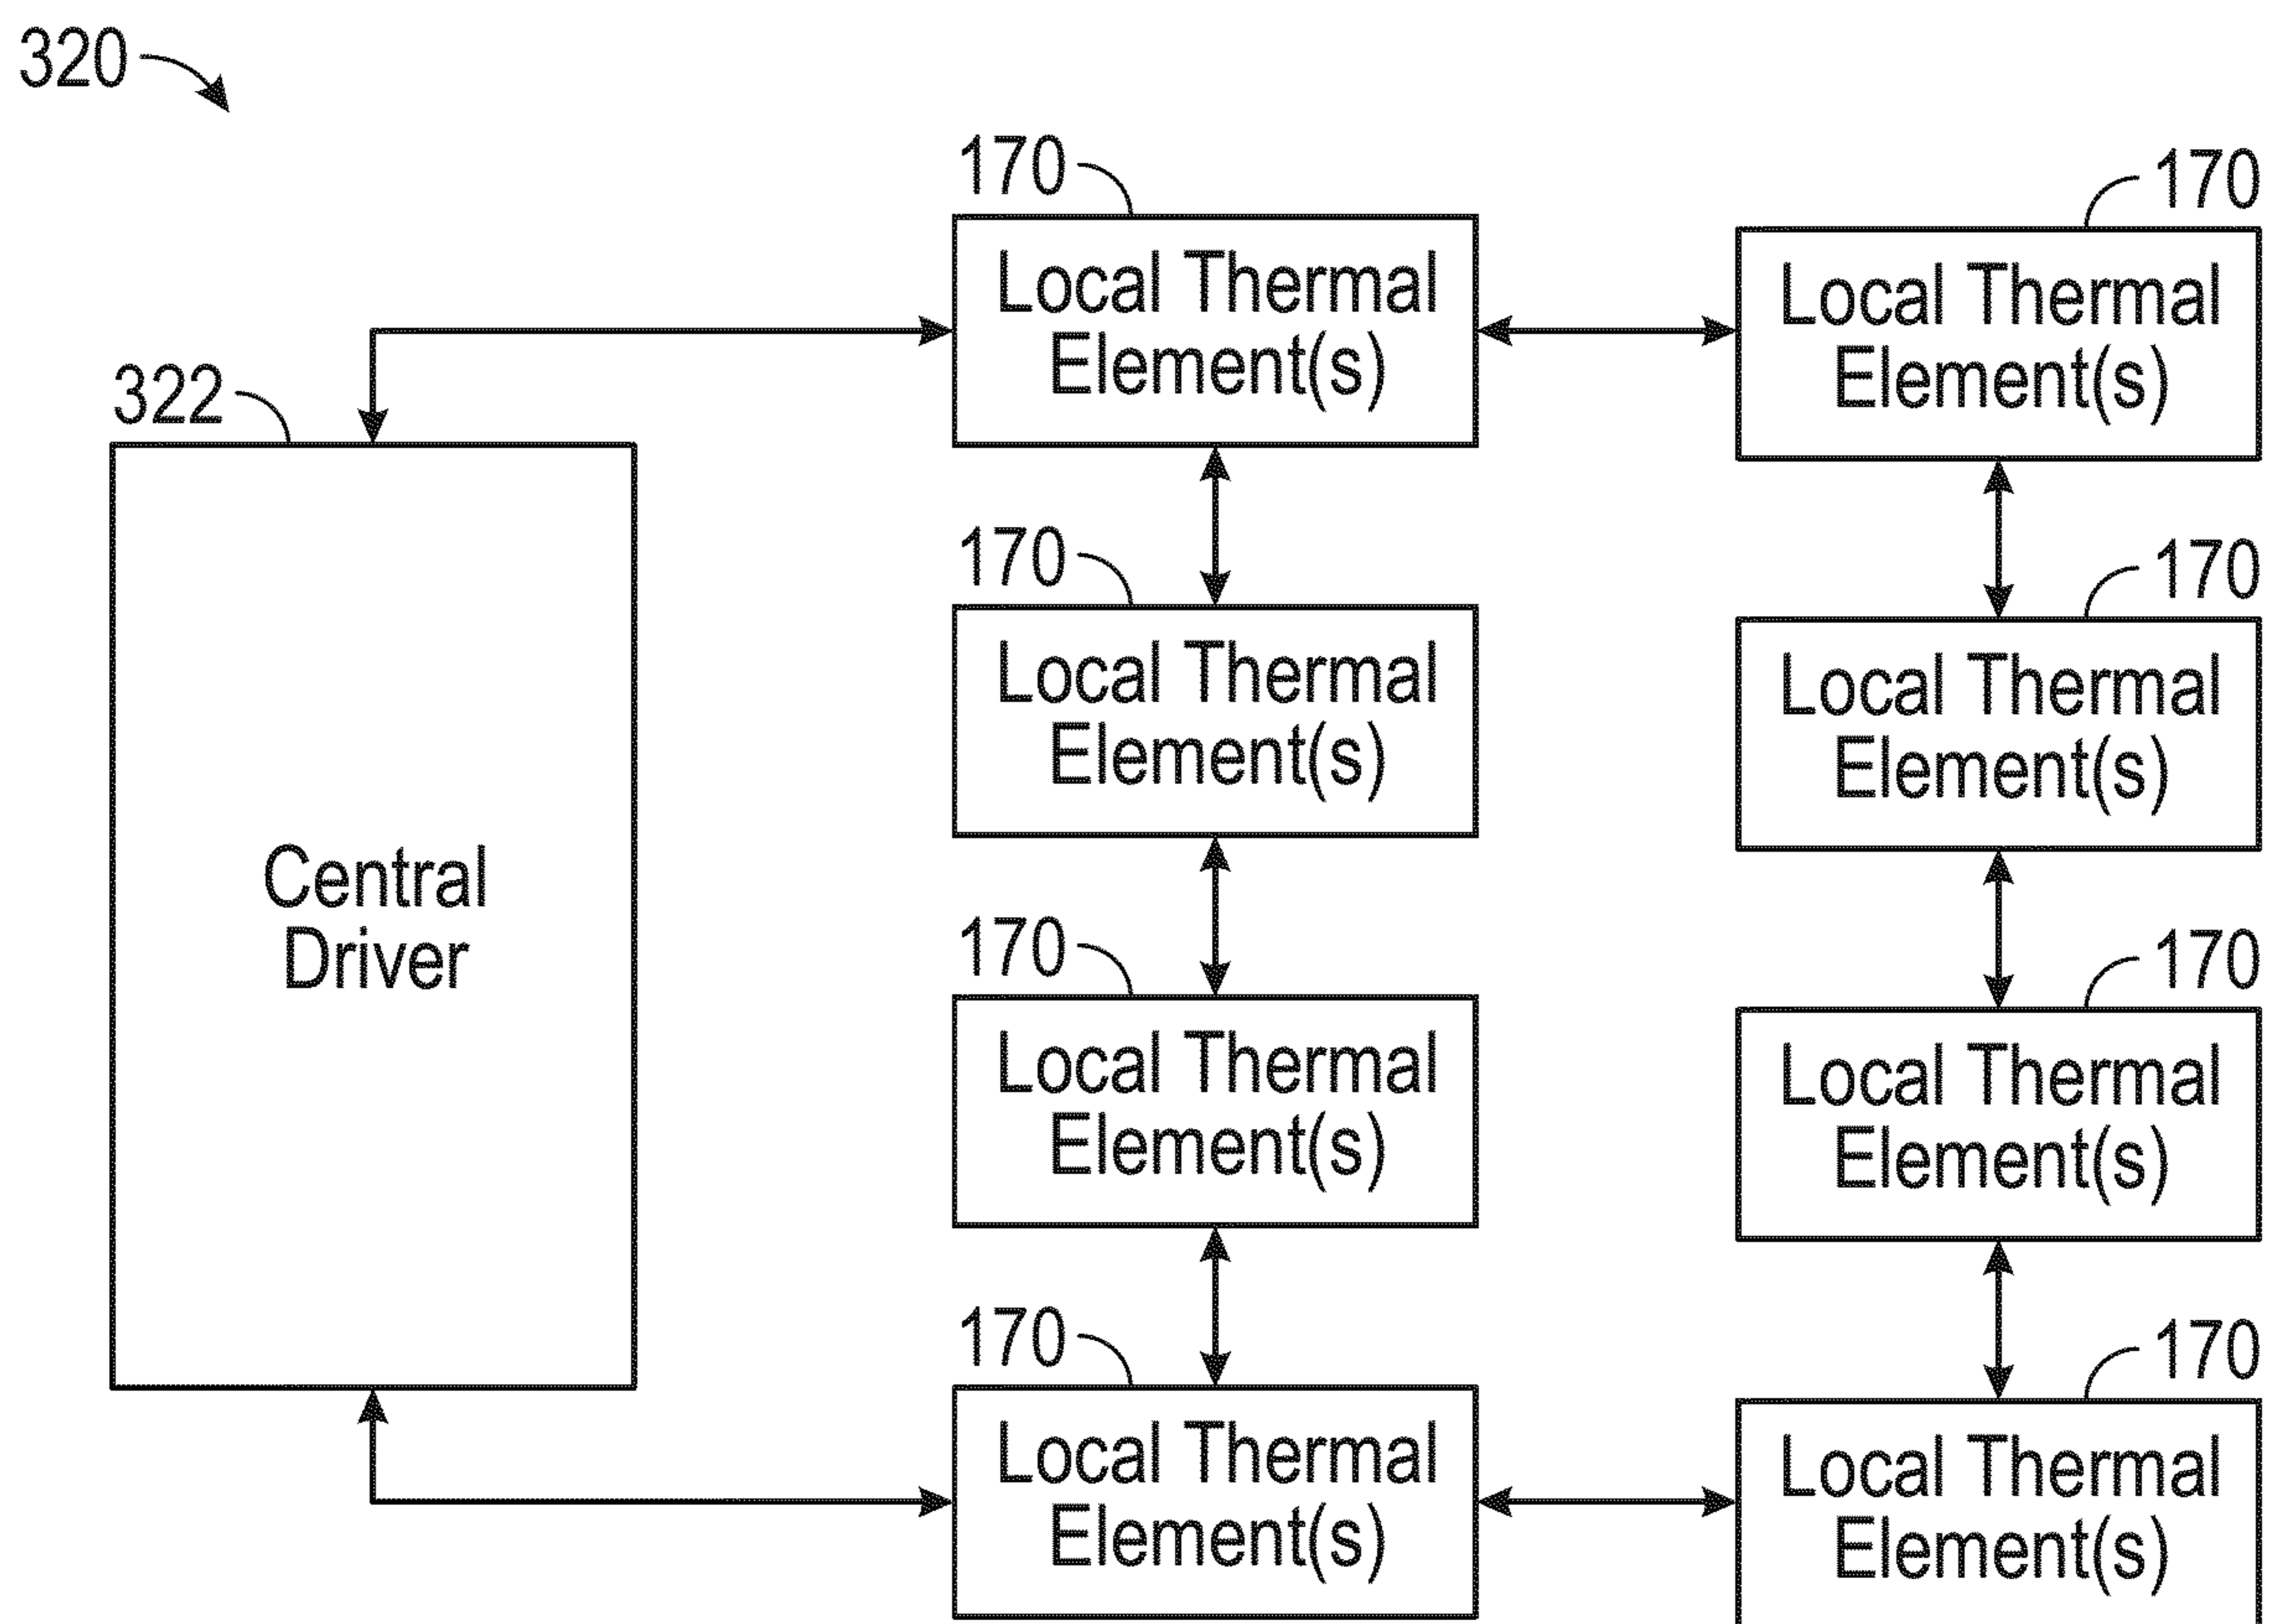 320
170
170
Local Thermal
Element(s)
Local Thermal
Element(s)
322
170
170
Local Thermal
Element(s)
Local Thermal
Element(s)
Central
Driver
170
170
Local Thermal
Element(s)
Local Thermal
Element(s)
170
170
Local Thermal
Element(s)
Local Thermal
Element(s)